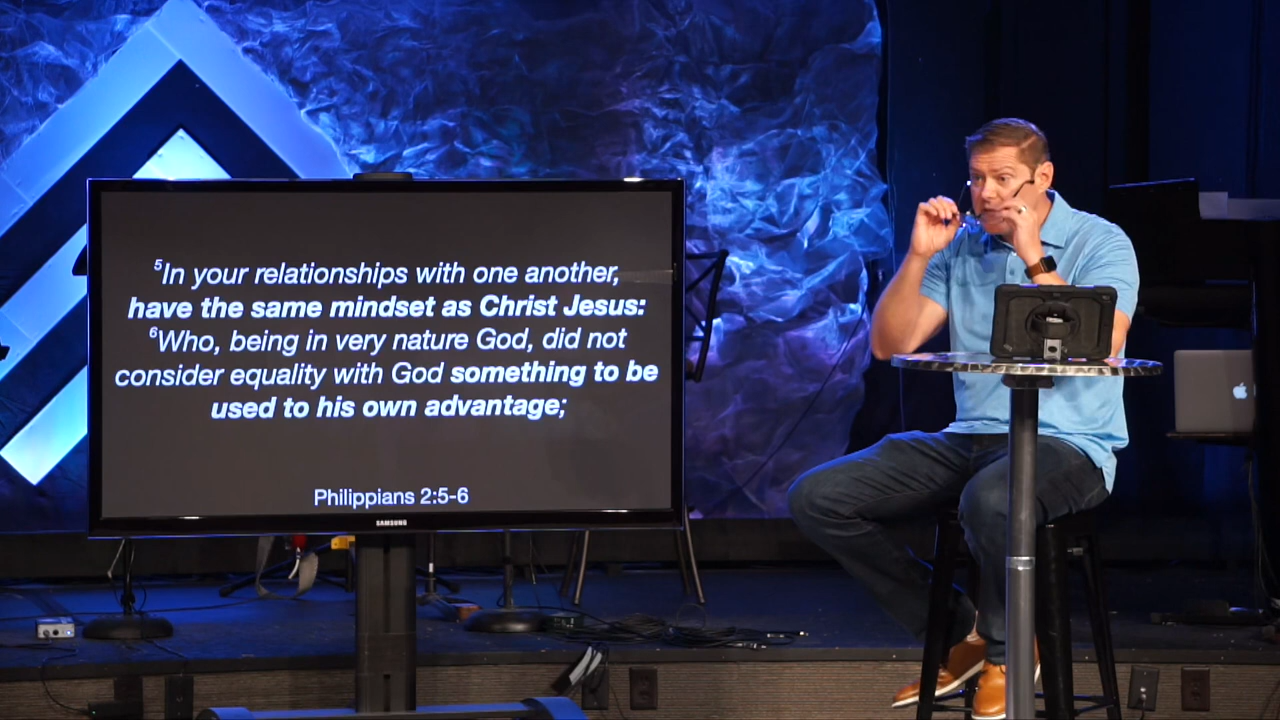 ⁵In your relationships with one another,
have the same mindset as Christ Jesus:
⁶Who, being in very nature God, did not
consider equality with God something to be
used to his own advantage;
Philippians 2:5-6
SAMSUNG